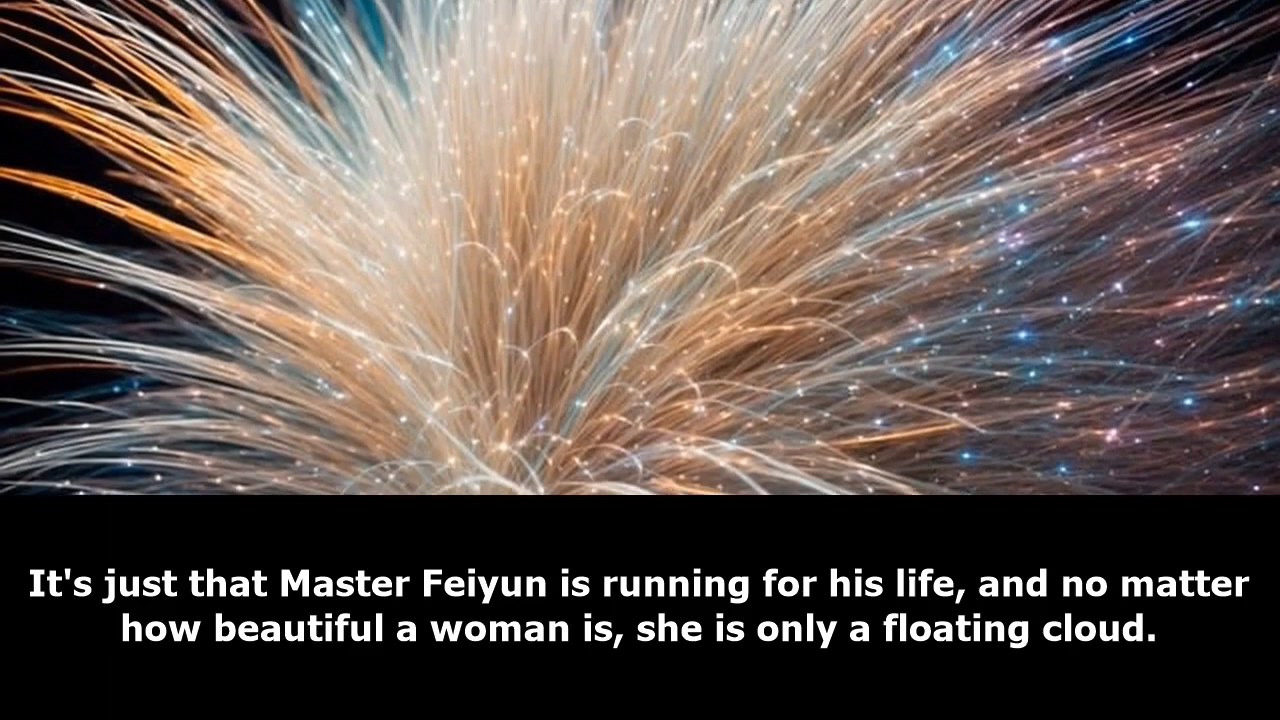 It's just that Master Feiyun is running for his life, and no matter
how beautiful a woman is, she is only a floating cloud.